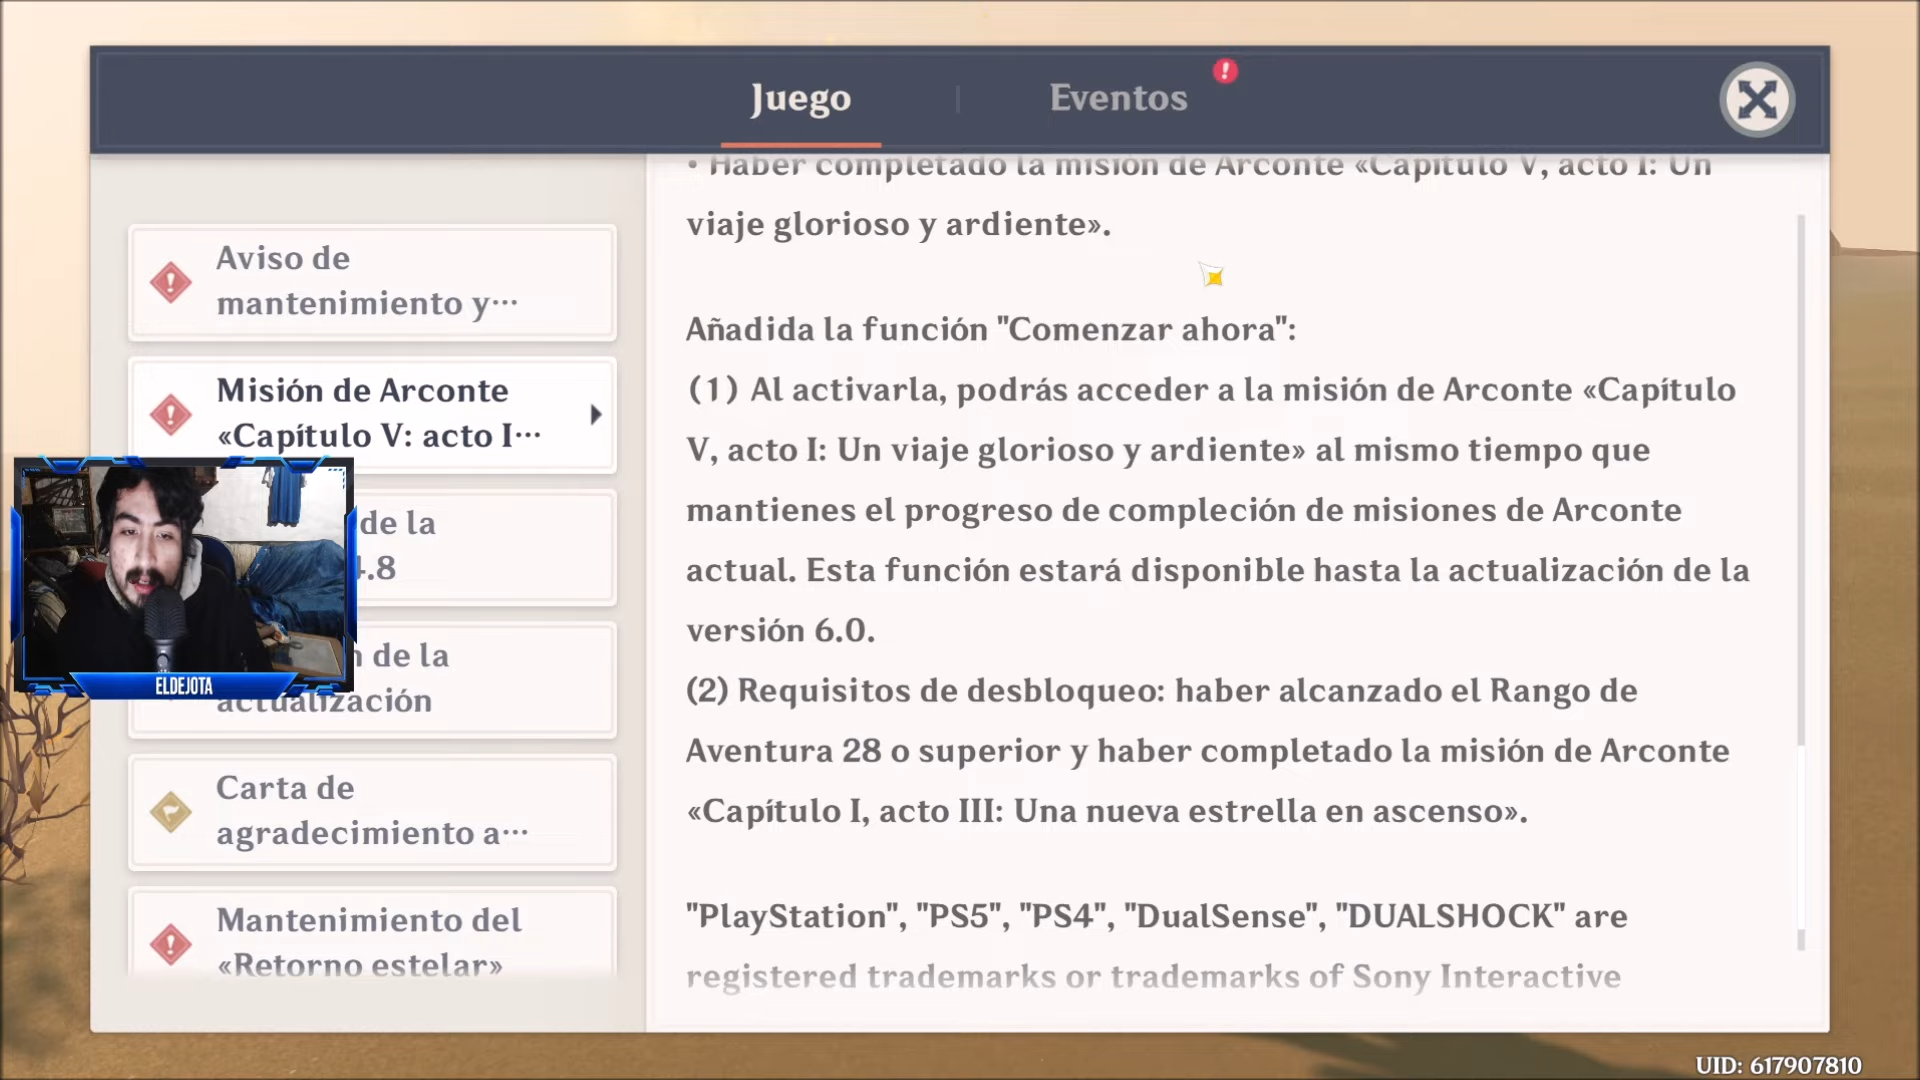 Juego
Eventos
Aviso de
mantenimiento y···
Misión de Arconte
«Capítulo V: acto I···
de la
4.8
de la
actualización
Carta de
agradecimiento a···
Mantenimiento del
«Retorno estelar»
• Haber completado la misión de Arconte «Capítulo V, acto I: Un
viaje glorioso y ardiente».
Añadida la función "Comenzar ahora":
(1) Al activarla, podrás acceder a la misión de Arconte «Capítulo
V, acto I: Un viaje glorioso y ardiente» al mismo tiempo que
mantienes el progreso de compleción de misiones de Arconte
actual. Esta función estará disponible hasta la actualización de la
versión 6.0.
(2) Requisitos de desbloqueo: haber alcanzado el Rango de
Aventura 28 o superior y haber completado la misión de Arconte
«Capítulo I, acto III: Una nueva estrella en ascenso».
"PlayStation", "PS5", "PS4", "DualSense", "DUALSHOCK" are
registered trademarks or trademarks of Sony Interactive
ELDEJOTA
UID: 617907810